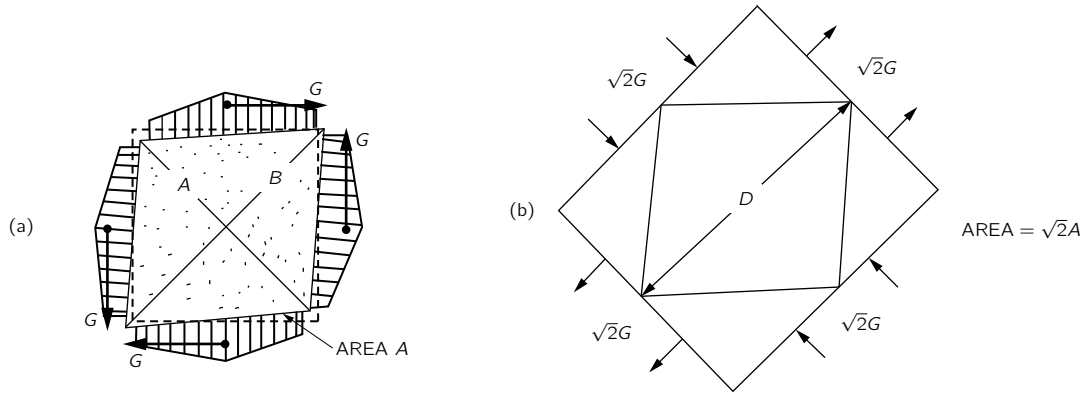 (a)
G
G
A
B
G
G
AREA A
(b)
√2G
√2G
D
√2G
√2G
AREA = √2A